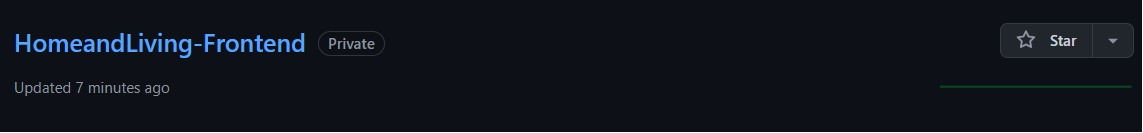 HomeandLiving-Frontend Private Star
Updated 7 minutes ago